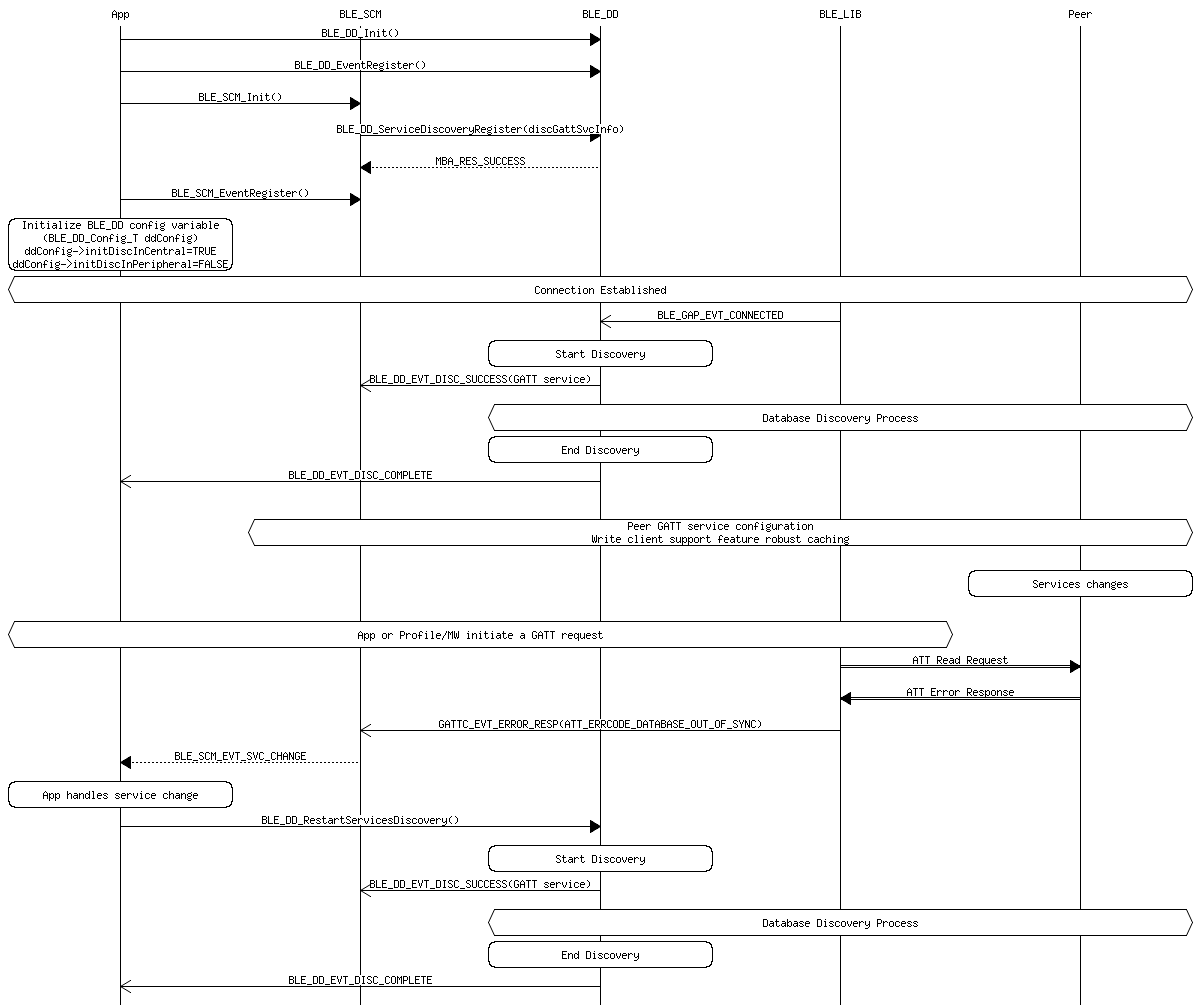 App
BLE_SCM
BLE_DD
BLE_LIB
Peer
BLE_DD_Init()
BLE_DD_EventRegister()
BLE_SCM_Init()
BLE_DD_ServiceDiscoveryRegister(discGattSvcInfo)
MBA_RES_SUCCESS
BLE_SCM_EventRegister()
Initialize BLE_DD config variable
(BLE_DD_Config_T ddConfig)
ddConfig->initDiscInCentral=TRUE
ddConfig->initDiscInPeripheral=FALSE
Connection Established
BLE_GAP_EVT_CONNECTED
Start Discovery
BLE_DD_EVT_DISC_SUCCESS(GATT service)
Database Discovery Process
End Discovery
BLE_DD_EVT_DISC_COMPLETE
Peer GATT service configuration
Write client support feature robust caching
Services changes
App or Profile/MW initiate a GATT request
ATT Read Request
ATT Error Response
GATTC_EVT_ERROR_RESP(ATT_ERRCODE_DATABASE_OUT_OF_SYNC)
BLE_SCM_EVT_SVC_CHANGE
App handles service change
BLE_DD_RestartServicesDiscovery()
Start Discovery
BLE_DD_EVT_DISC_SUCCESS(GATT service)
Database Discovery Process
End Discovery
BLE_DD_EVT_DISC_COMPLETE